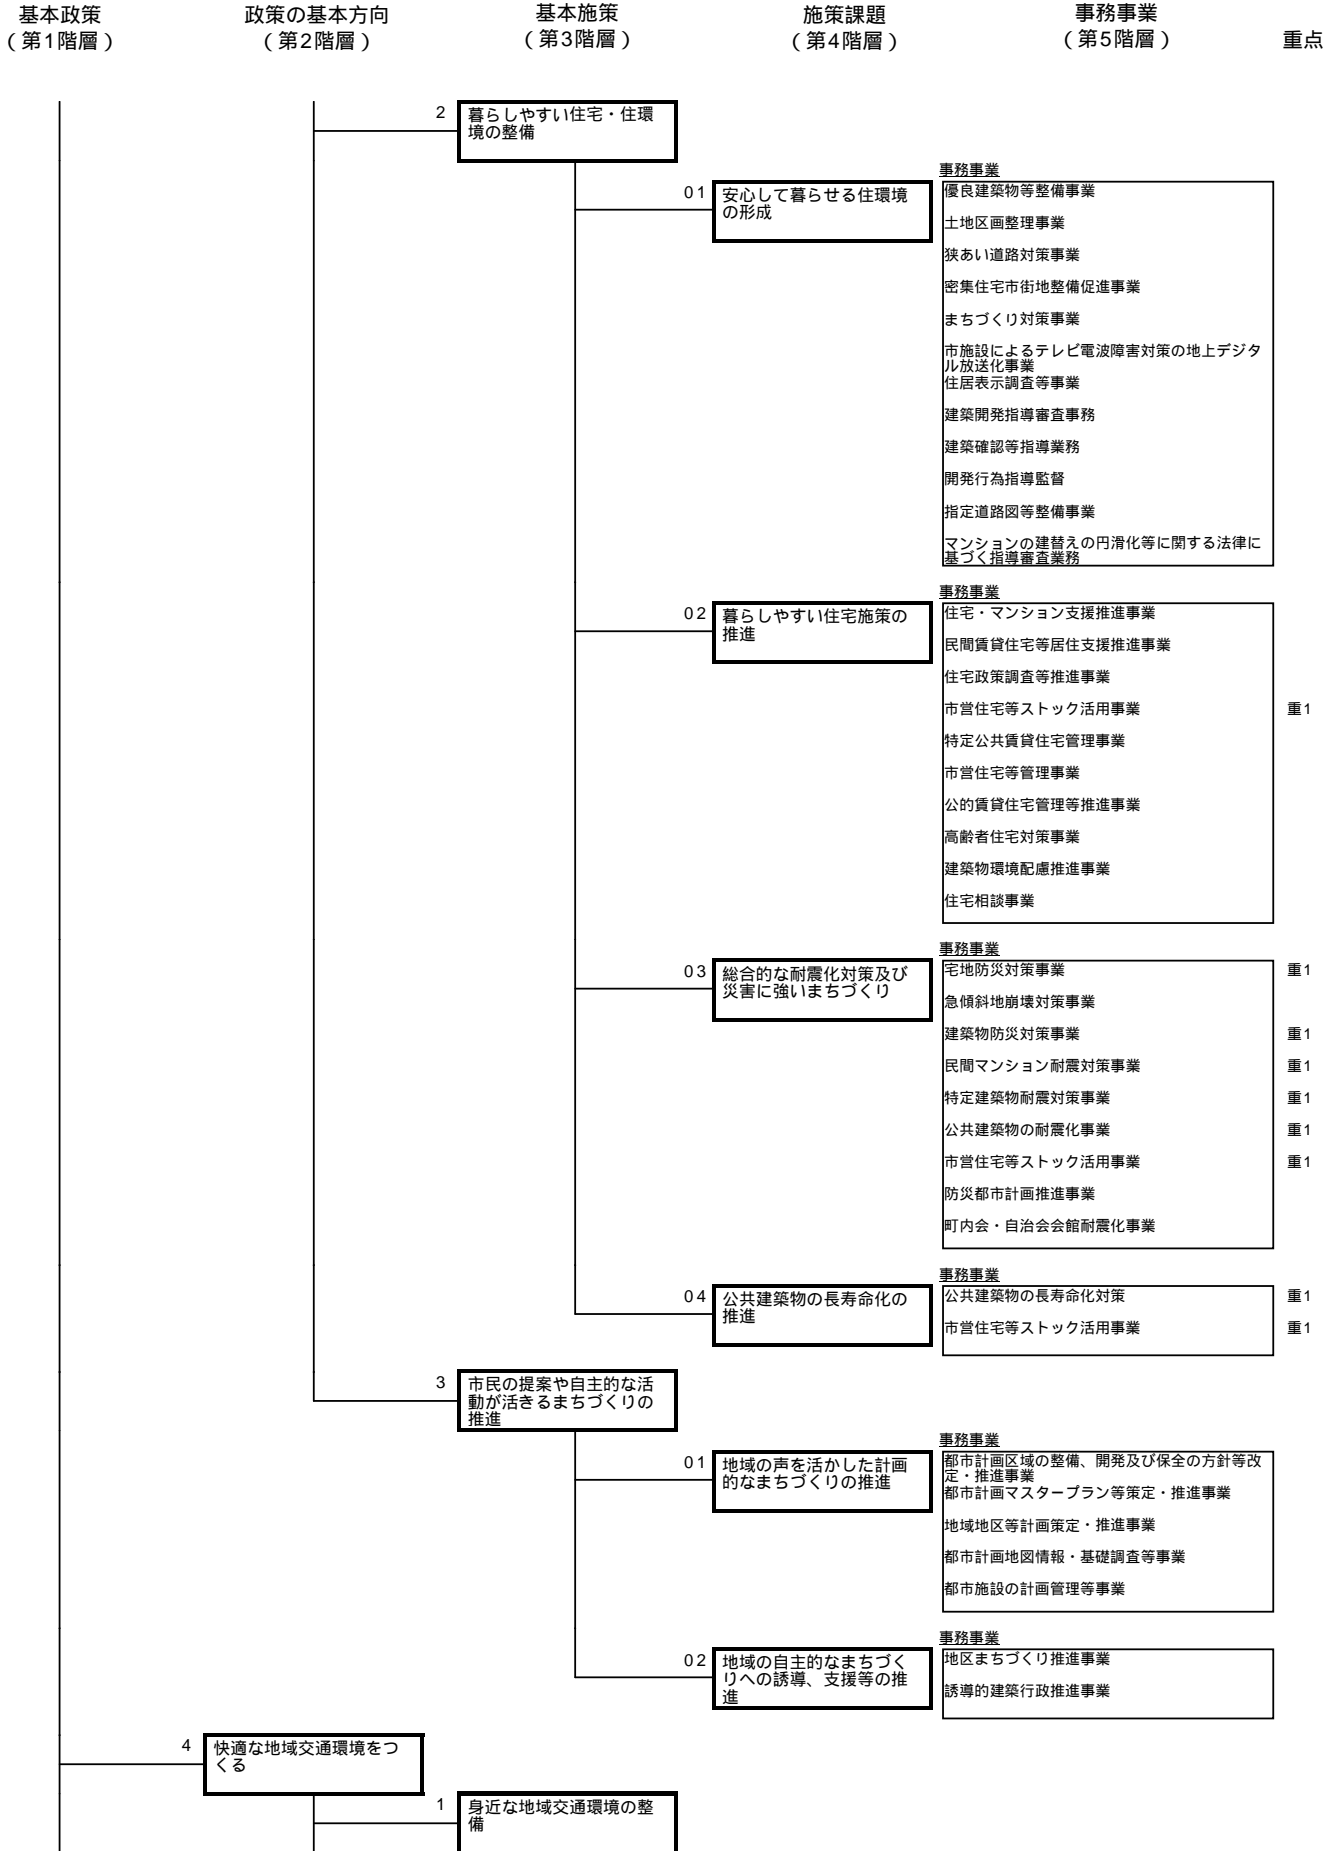 基本政策
（第1階層）
政策の基本方向
（第2階層）
基本施策
（第3階層）
施策課題
（第4階層）
事務事業
（第5階層）
重点
2
暮らしやすい住宅・住環
境の整備
01
安心して暮らせる住環境
の形成
事務事業
優良建築物等整備事業
土地区画整理事業
狭あい道路対策事業
密集住宅市街地整備促進事業
まちづくり対策事業
市施設によるテレビ電波障害対策の地上デジタ
ル放送化事業
住居表示調査等事業
建築開発指導審査事務
建築確認等指導業務
開発行為指導監督
指定道路図等整備事業
マンションの建替えの円滑化等に関する法律に
基づく指導審査業務
02
暮らしやすい住宅施策の
推進
事務事業
住宅・マンション支援推進事業
民間賃貸住宅等居住支援推進事業
住宅政策調査等推進事業
市営住宅等ストック活用事業 重1
特定公共賃貸住宅管理事業
市営住宅等管理事業
公的賃貸住宅管理等推進事業
高齢者住宅対策事業
建築物環境配慮推進事業
住宅相談事業
03
総合的な耐震化対策及び
災害に強いまちづくり
事務事業
宅地防災対策事業 重1
急傾斜地崩壊対策事業
建築物防災対策事業 重1
民間マンション耐震対策事業 重1
特定建築物耐震対策事業 重1
公共建築物の耐震化事業 重1
市営住宅等ストック活用事業 重1
防災都市計画推進事業
町内会・自治会会館耐震化事業
04
公共建築物の長寿命化の
推進
事務事業
公共建築物の長寿命化対策 重1
市営住宅等ストック活用事業 重1
3
市民の提案や自主的な活
動が活きるまちづくりの
推進
01
地域の声を活かした計画
的なまちづくりの推進
事務事業
都市計画区域の整備、開発及び保全の方針等改
定・推進事業
都市計画マスタープラン等策定・推進事業
地域地区等計画策定・推進事業
都市計画地図情報・基礎調査等事業
都市施設の計画管理等事業
02
地域の自主的なまちづく
りへの誘導、支援等の推
進
事務事業
地区まちづくり推進事業
誘導的建築行政推進事業
4
快適な地域交通環境をつ
くる
1
身近な地域交通環境の整
備